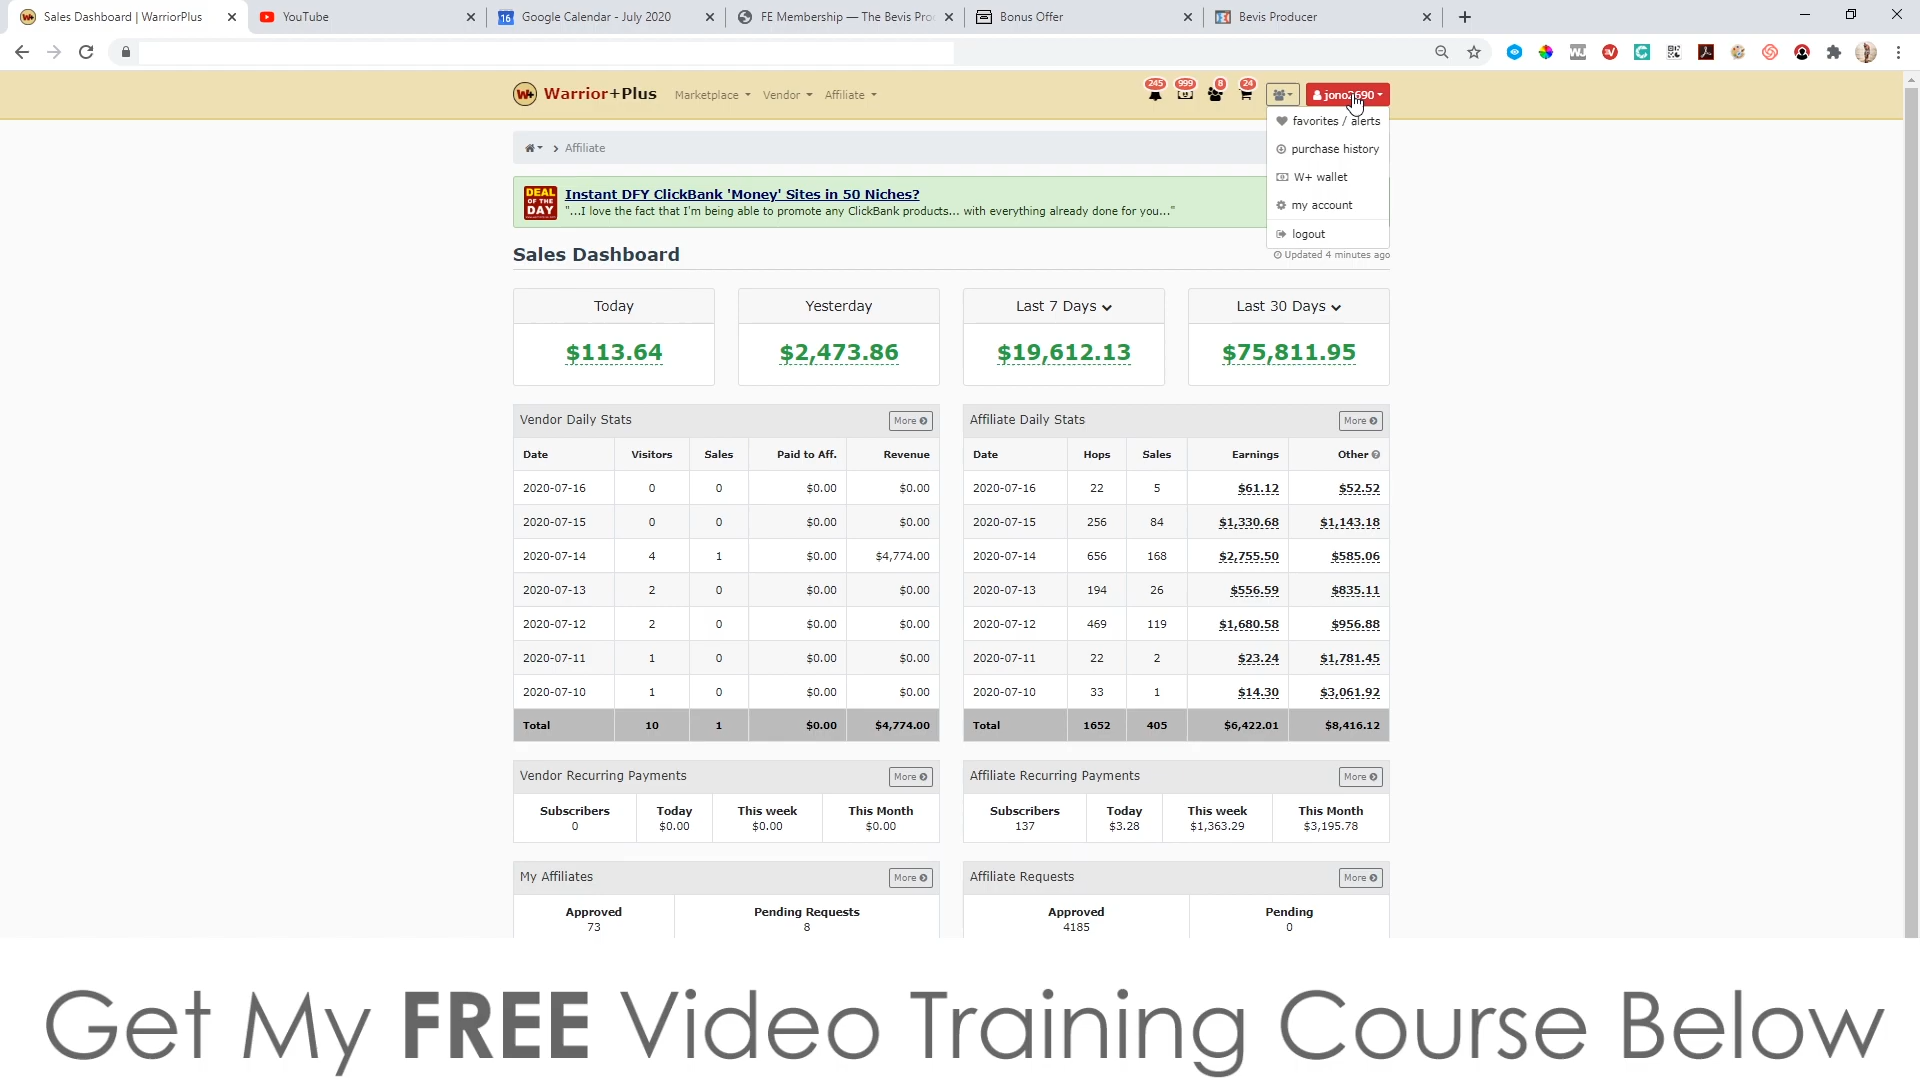 Sales Dashboard | WarriorPlus
YouTube
Google Calendar - July 2020
FE Membership — The Bevis Pro
Bonus Offer
Bevis Producer
Warrior+Plus
Marketplace
Vendor
Affiliate
245
999
8
24
favorites / alerts
purchase history
W+ wallet
my account
logout
Affiliate
DEAL OF THE DAY
Instant DFY ClickBank 'Money' Sites in 50 Niches?
"...I love the fact that I'm being able to promote any ClickBank products... with everything already done for you..."
Sales Dashboard
Updated 4 minutes ago
Today
$113.64
Yesterday
$2,473.86
Last 7 Days
$19,612.13
Last 30 Days
$75,811.95
Vendor Daily Stats
More
Date Visitors Sales Paid to Aff. Revenue
2020-07-16 0 0 $0.00 $0.00
2020-07-15 0 0 $0.00 $0.00
2020-07-14 4 1 $0.00 $4,774.00
2020-07-13 2 0 $0.00 $0.00
2020-07-12 2 0 $0.00 $0.00
2020-07-11 1 0 $0.00 $0.00
2020-07-10 1 0 $0.00 $0.00
Total 10 1 $0.00 $4,774.00
Affiliate Daily Stats
More
Date Hops Sales Earnings Other
2020-07-16 22 5 $61.12 $52.52
2020-07-15 256 84 $1,330.68 $1,143.18
2020-07-14 656 168 $2,755.50 $585.06
2020-07-13 194 26 $556.59 $835.11
2020-07-12 469 119 $1,680.58 $956.88
2020-07-11 22 2 $23.24 $1,781.45
2020-07-10 33 1 $14.30 $3,061.92
Total 1652 405 $6,422.01 $8,416.12
Vendor Recurring Payments
More
Subscribers Today This week This Month
0 $0.00 $0.00 $0.00
Affiliate Recurring Payments
More
Subscribers Today This week This Month
137 $3.28 $1,363.29 $3,195.78
My Affiliates
More
Approved Pending Requests
73 8
Affiliate Requests
More
Approved Pending
4185 0
Get My FREE Video Training Course Below